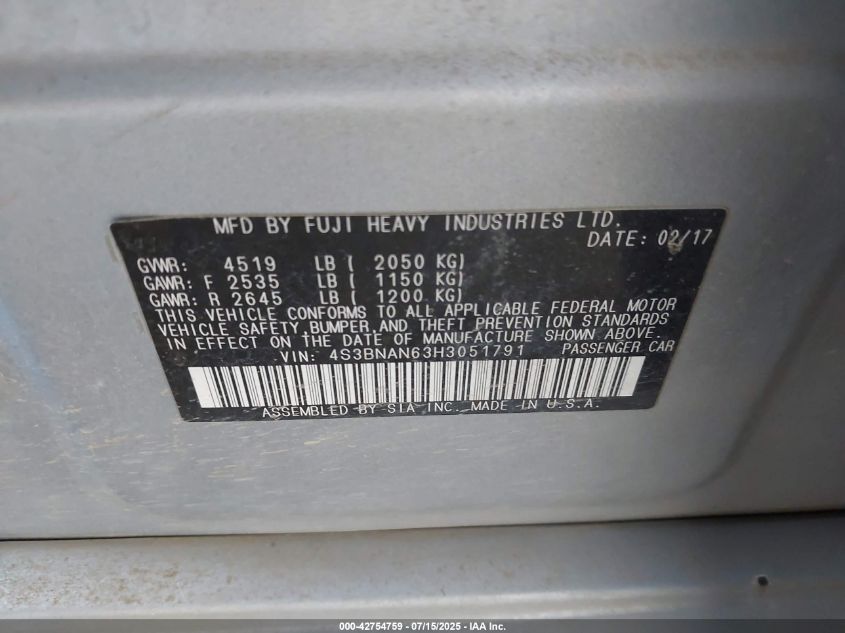 MFD BY FUJI HEAVY INDUSTRIES LTD.
DATE: 02/17
GVWR: 4519 LB ( 2050 KG)
GAWR: F 2535 LB ( 1150 KG)
GAWR: R 2645 LB ( 1200 KG)
THIS VEHICLE CONFORMS TO ALL APPLICABLE FEDERAL MOTOR
VEHICLE SAFETY, BUMPER, AND THEFT PREVENTION STANDARDS
IN EFFECT ON THE DATE OF MANUFACTURE SHOWN ABOVE.
VIN: 4S3BNAN63H3051791 PASSENGER CAR
ASSEMBLED BY SIA INC. MADE IN U.S.A.
000-42754759 - 07/15/2025 - IAA Inc.